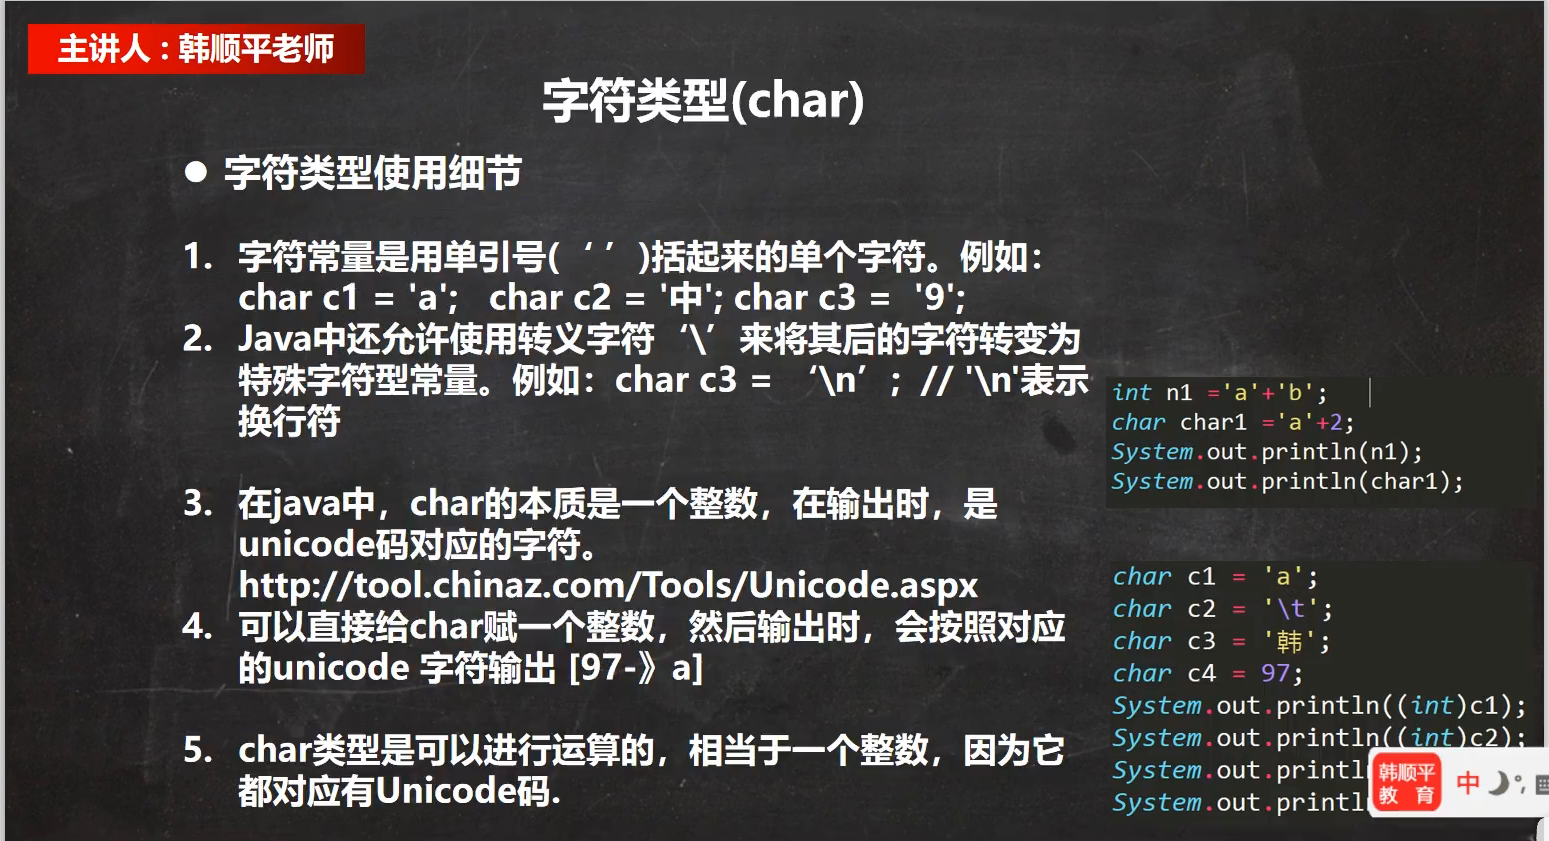 主讲人：韩顺平老师
字符类型(char)
● 字符类型使用细节
1. 字符常量是用单引号( ‘ ’ )括起来的单个字符。例如：
char c1 = 'a';   char c2 = '中'; char c3 =  '9';
2. Java中还允许使用转义字符‘\’来将其后的字符转变为
特殊字符型常量。例如：char c3 = ‘\n’; // '\n'表示
换行符
3. 在java中，char的本质是一个整数，在输出时，是
unicode码对应的字符。
http://tool.chinaz.com/Tools/Unicode.aspx
4. 可以直接给char赋一个整数，然后输出时，会按照对应
的unicode 字符输出 [97-》a]
5. char类型是可以进行运算的，相当于一个整数，因为它
都对应有Unicode码.
int n1 ='a'+'b';
char char1 ='a'+2;
System.out.println(n1);
System.out.println(char1);
char c1 = 'a';
char c2 = '\t';
char c3 = '韩';
char c4 = 97;
System.out.println((int)c1);
System.out.println((int)c2);
System.out.println
System.out.println
韩顺平
教 育
中